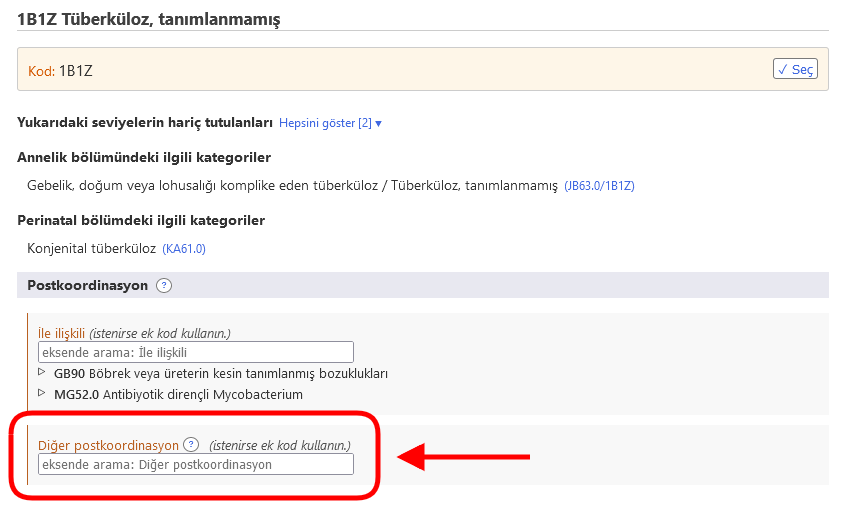 1B1Z Tüberküloz, tanımlanmamış
Kod: 1B1Z
✓ Seç
Yukarıdaki seviyelerin hariç tutulanları Hepsini göster [2] ▾
Annelik bölümündeki ilgili kategoriler
Gebelik, doğum veya lohusalığı komplike eden tüberküloz / Tüberküloz, tanımlanmamış (JB63.0/1B1Z)
Perinatal bölümdeki ilgili kategoriler
Konjenital tüberküloz (KA61.0)
Postkoordinasyon ?
İle ilişkili (istenirse ek kod kullanın.)
eksende arama: İle ilişkili
GB90 Böbrek veya üreterin kesin tanımlanmış bozuklukları
MG52.0 Antibiyotik dirençli Mycobacterium
Diğer postkoordinasyon ? (istenirse ek kod kullanın.)
eksende arama: Diğer postkoordinasyon